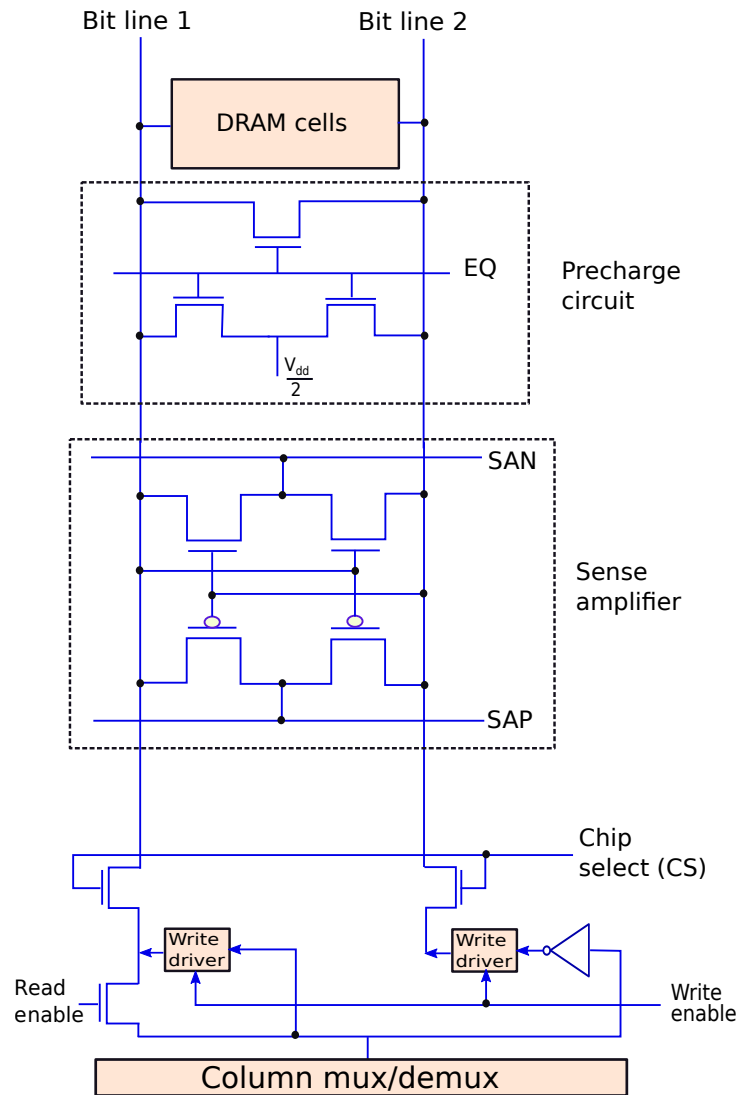 Bit line 1
Bit line 2
DRAM cells
EQ
Precharge
circuit
Vdd
2
SAN
Sense
amplifier
SAP
Chip
select (CS)
Write
driver
Write
driver
Read
enable
Write
enable
Column mux/demux